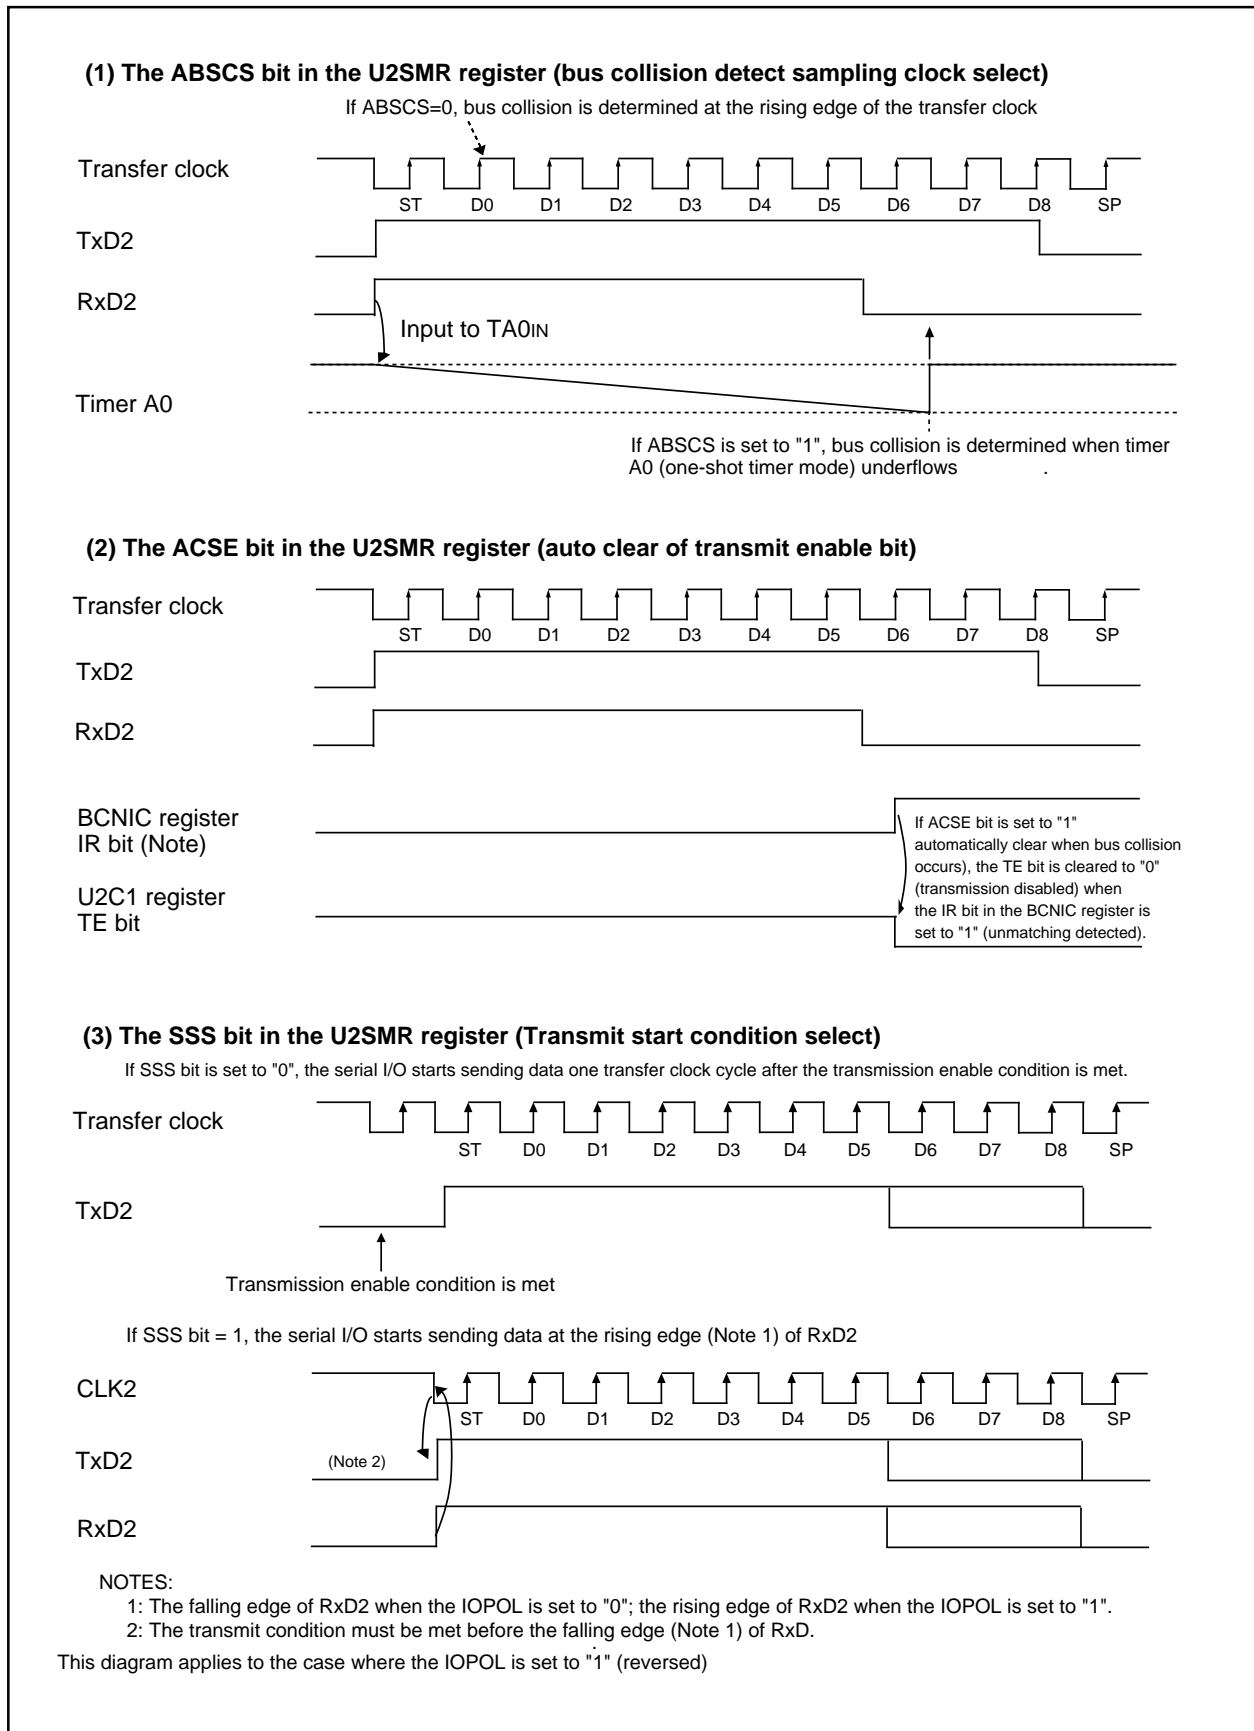 (1) The ABSCS bit in the U2SMR register (bus collision detect sampling clock select)
If ABSCS=0, bus collision is determined at the rising edge of the transfer clock
Transfer clock
ST D0 D1 D2 D3 D4 D5 D6 D7 D8 SP
TxD2
RxD2
Input to TA0IN
Timer A0
If ABSCS is set to "1", bus collision is determined when timer
A0 (one-shot timer mode) underflows .
(2) The ACSE bit in the U2SMR register (auto clear of transmit enable bit)
Transfer clock
ST D0 D1 D2 D3 D4 D5 D6 D7 D8 SP
TxD2
RxD2
BCNIC register
IR bit (Note)
U2C1 register
TE bit
If ACSE bit is set to "1"
automatically clear when bus collision
occurs), the TE bit is cleared to "0"
(transmission disabled) when
the IR bit in the BCNIC register is
set to "1" (unmatching detected).
(3) The SSS bit in the U2SMR register (Transmit start condition select)
If SSS bit is set to "0", the serial I/O starts sending data one transfer clock cycle after the transmission enable condition is met.
Transfer clock
ST D0 D1 D2 D3 D4 D5 D6 D7 D8 SP
TxD2
Transmission enable condition is met
If SSS bit = 1, the serial I/O starts sending data at the rising edge (Note 1) of RxD2
CLK2
ST D0 D1 D2 D3 D4 D5 D6 D7 D8 SP
TxD2
(Note 2)
RxD2
NOTES:
1: The falling edge of RxD2 when the IOPOL is set to "0"; the rising edge of RxD2 when the IOPOL is set to "1".
2: The transmit condition must be met before the falling edge (Note 1) of RxD.
.
This diagram applies to the case where the IOPOL is set to "1" (reversed)